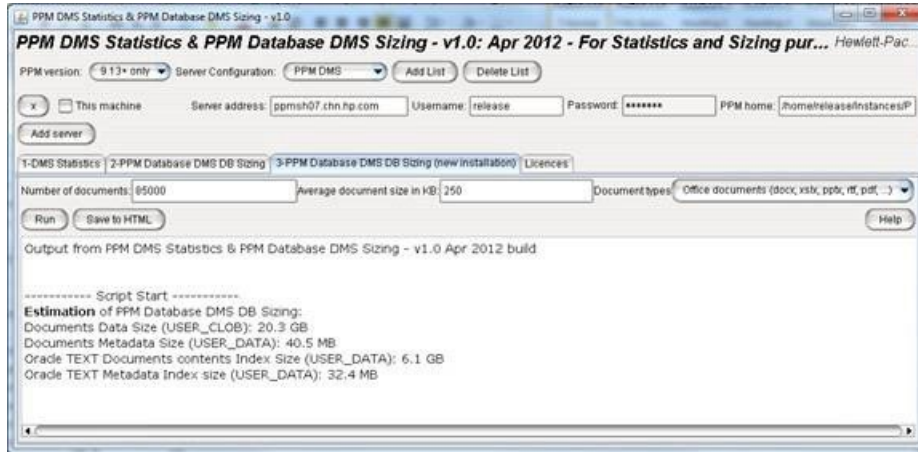 PPM DMS Statistics & PPM Database DMS Sizing - v1.0
PPM DMS Statistics & PPM Database DMS Sizing - v1.0: Apr 2012 - For Statistics and Sizing pur... Hewlett-Pac...
PPM version: 9.13+ only Server Configuration: PPM DMS Add List Delete List
x This machine Server address: ppmsh07.chn.hp.com Username: release Password: ******* PPM home: /home/release/instances/P
Add server
1-DMS Statistics 2-PPM Database DMS DB Sizing 3-PPM Database DMS DB Sizing (new installation) Licences
Number of documents: 85000 Average document size in KB: 250 Document types Office documents (docx, xslx, pptx, rtf, pdf, ...)
Run Save to HTML Help
Output from PPM DMS Statistics & PPM Database DMS Sizing - v1.0 Apr 2012 build
----------- Script Start -----------
Estimation of PPM Database DMS DB Sizing:
Documents Data Size (USER_CLOB): 20.3 GB
Documents Metadata Size (USER_DATA): 40.5 MB
Oracle TEXT Documents contents Index Size (USER_DATA): 6.1 GB
Oracle TEXT Metadata Index size (USER_DATA): 32.4 MB